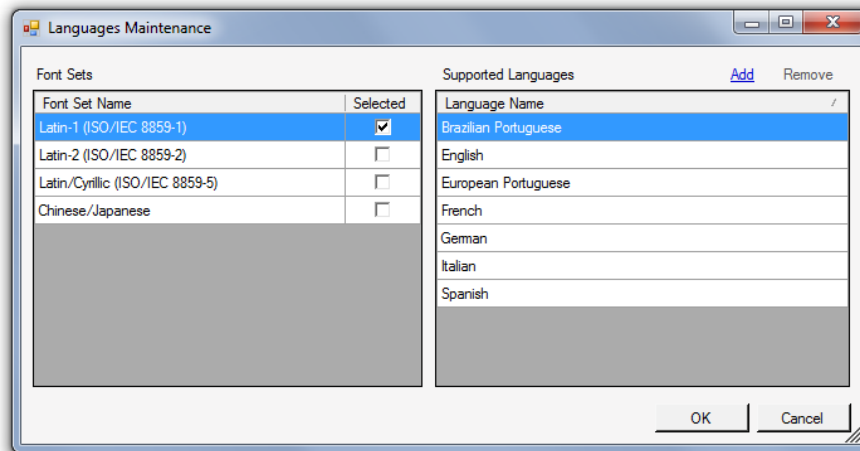 Languages Maintenance
Font Sets
Supported Languages Add Remove
Font Set Name Selected
Latin-1 (ISO/IEC 8859-1)
Latin-2 (ISO/IEC 8859-2)
Latin/Cyrillic (ISO/IEC 8859-5)
Chinese/Japanese
Language Name
Brazilian Portuguese
English
European Portuguese
French
German
Italian
Spanish
OK Cancel